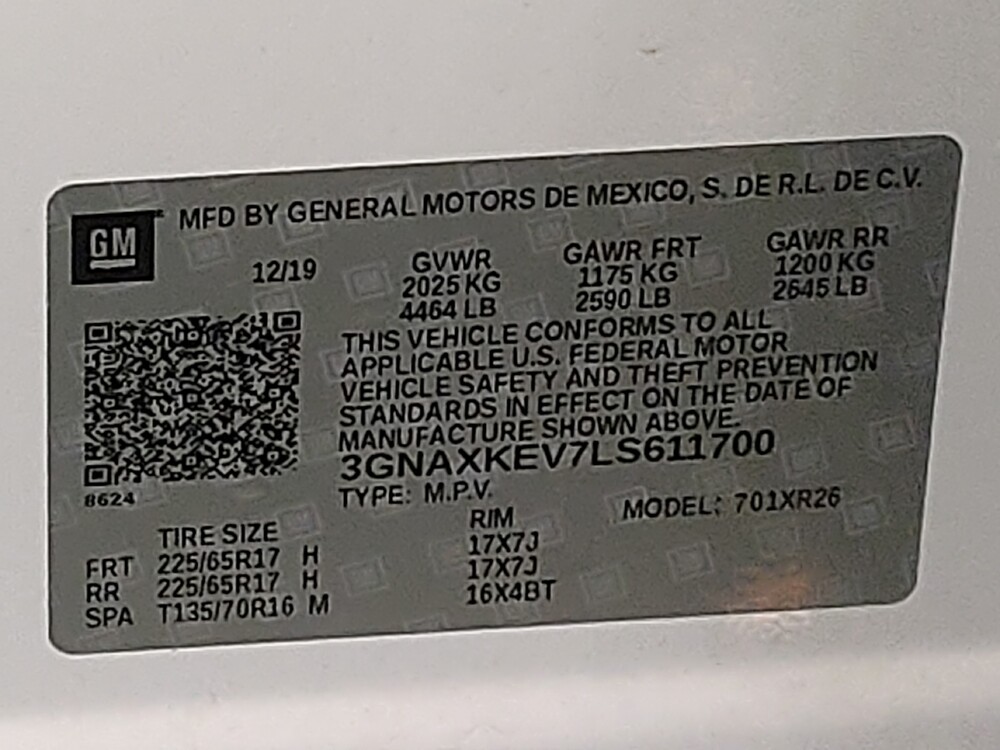 GM MFD BY GENERAL MOTORS DE MEXICO, S. DE R.L. DE C.V.
12/19 GVWR GAWR FRT GAWR RR
2025 KG 1175 KG 1200 KG
4464 LB 2590 LB 2645 LB
THIS VEHICLE CONFORMS TO ALL
APPLICABLE U.S. FEDERAL MOTOR
VEHICLE SAFETY AND THEFT PREVENTION
STANDARDS IN EFFECT ON THE DATE OF
MANUFACTURE SHOWN ABOVE.
3GNAXKEV7LS611700
8624 TYPE: M.P.V. MODEL: 701XR26
TIRE SIZE RIM
FRT 225/65R17 H 17X7J
RR 225/65R17 H 17X7J
SPA T135/70R16 M 16X4BT